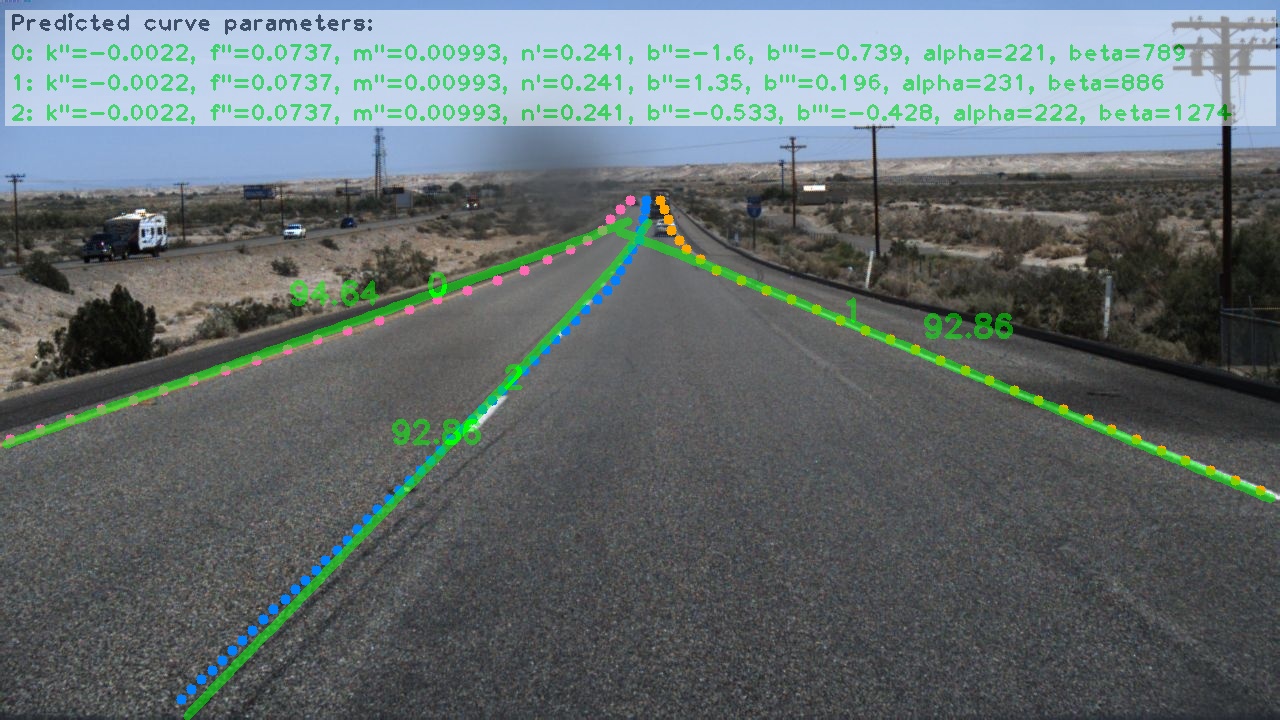 Predicted curve parameters:
0: k''=-0.0022, f''=0.0737, m''=0.00993, n'=0.241, b''=-1.6, b'''=-0.739, alpha=221, beta=789
1: k''=-0.0022, f''=0.0737, m''=0.00993, n'=0.241, b''=1.35, b'''=0.196, alpha=231, beta=886
2: k''=-0.0022, f''=0.0737, m''=0.00993, n'=0.241, b''=-0.533, b'''=-0.428, alpha=222, beta=1274
94.64 0
1 92.86
2
92.86